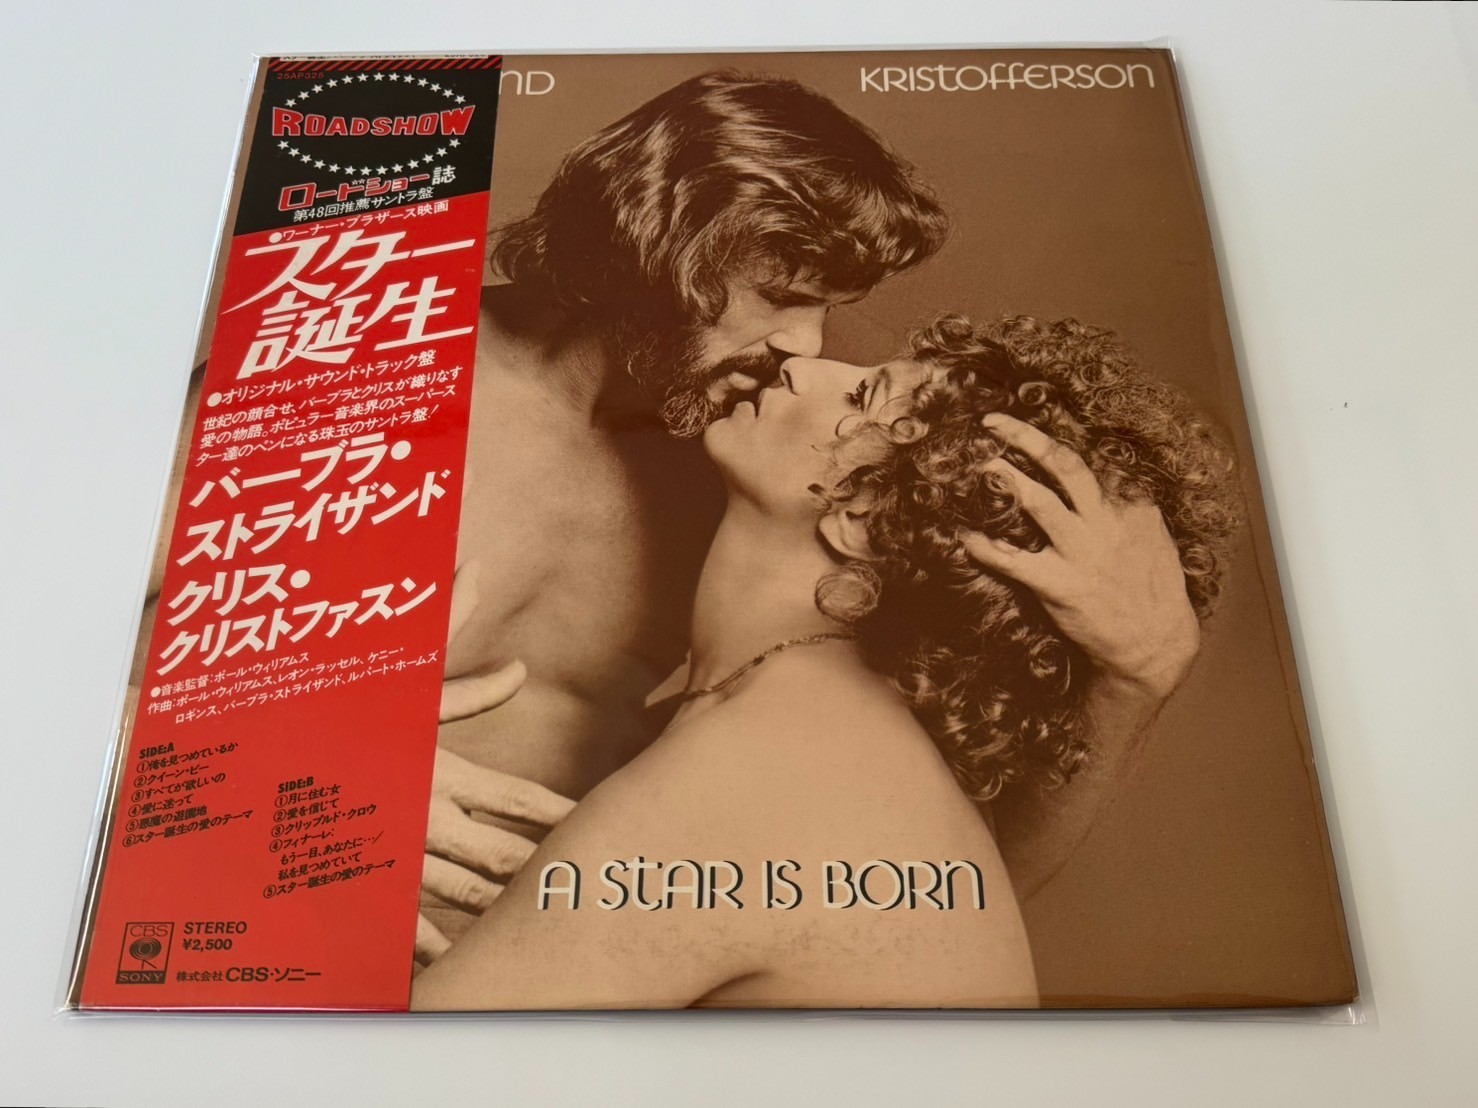 25AP325
ROADSHOW
ロードショー誌
第48回推薦サントラ盤
●ワーナー・ブラザース映画
スター
誕生
●オリジナル・サウンド・トラック盤
世紀の顔合せ、バーブラとクリスが織りなす
愛の物語。ポピュラー音楽界のスーパース
ター達のペンになる珠玉のサントラ盤!
バーブラ・
ストライザンド
クリス・
クリストファスン
●音楽監督:ポール・ウィリアムス
作曲:ポール・ウィリアムス、レオン・ラッセル、ケニー・
ロギンス、バーブラ・ストライザンド、ルパート・ホームズ
SIDE:A
①俺を見つめているか
②クイーン・ビー
③すべてが欲しいの
④愛に迷って
⑤悪魔の遊園地
⑥スター誕生の愛のテーマ
SIDE:B
①月に住む女
②愛を信じて
③クリップルド・クロウ
④フィナーレ:
もう一目、あなたに…/
私を見つめていて
⑤スター誕生の愛のテーマ
CBS
SONY
STEREO
¥2,500
株式会社CBS・ソニー
ND
KRISTOFFERSON
A STAR IS BORN